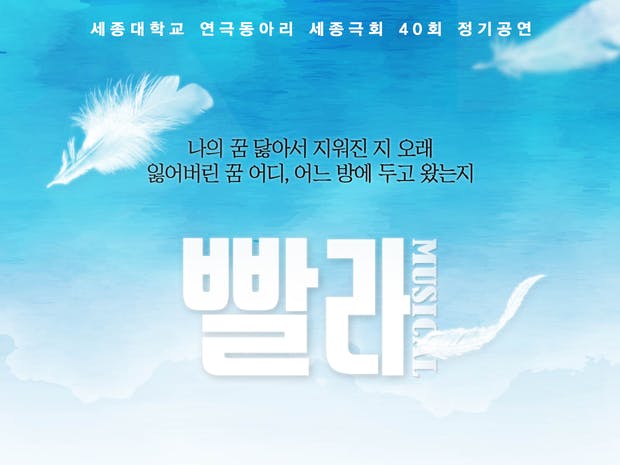 세종대학교 연극동아리 세종극회 40회 정기공연
나의 꿈 닳아서 지워진 지 오래
잃어버린 꿈 어디, 어느 방에 두고 왔는지
빨라
MUSICAL